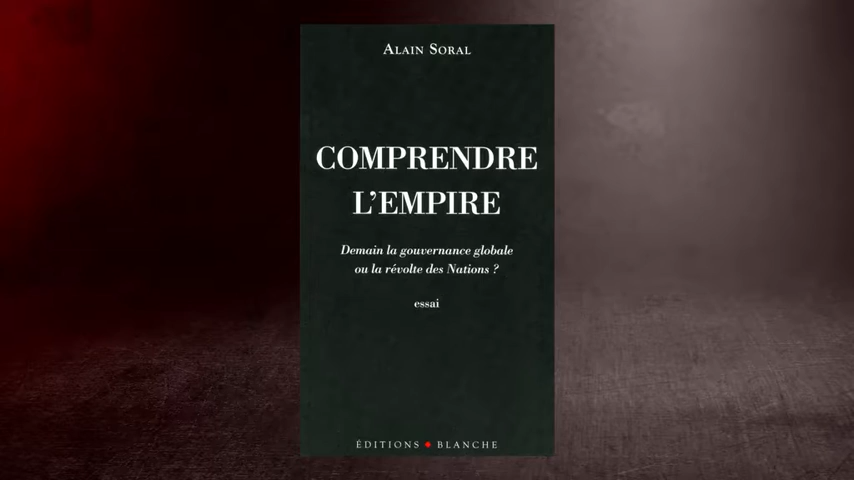 Alain Soral
COMPRENDRE
L'EMPIRE
Demain la gouvernance globale
ou la révolte des Nations ?
essai
ÉDITIONS BLANCHE